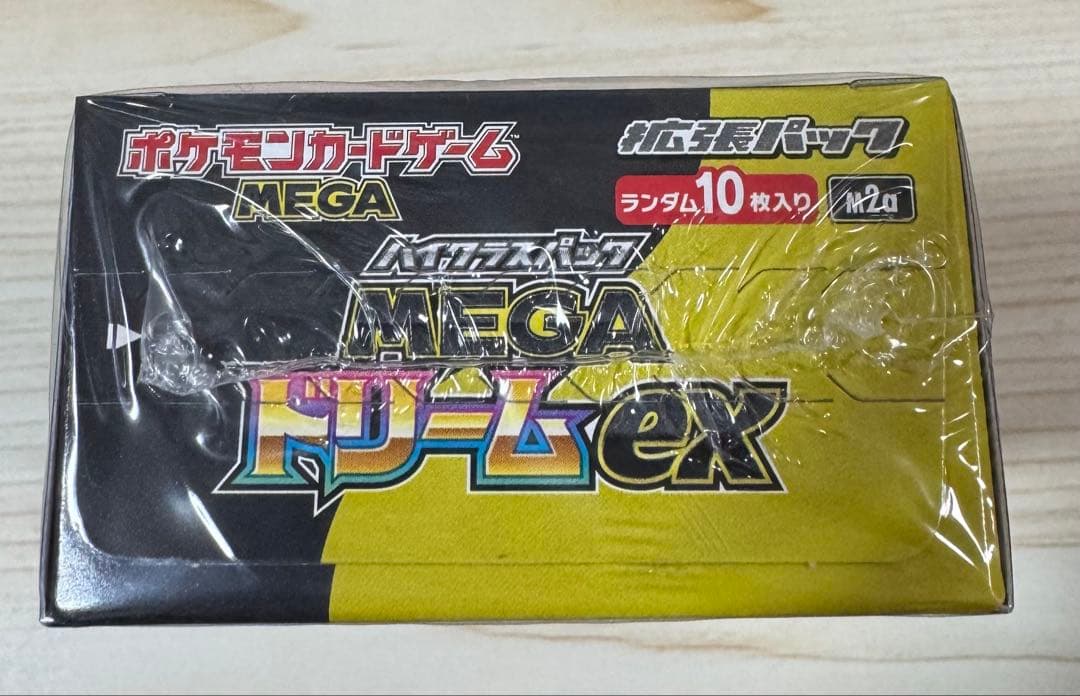 ポケモンカードゲーム™
MEGA
拡張パック
ランダム10枚入り M2a
ハイクラスパック
MEGA
ドリームex